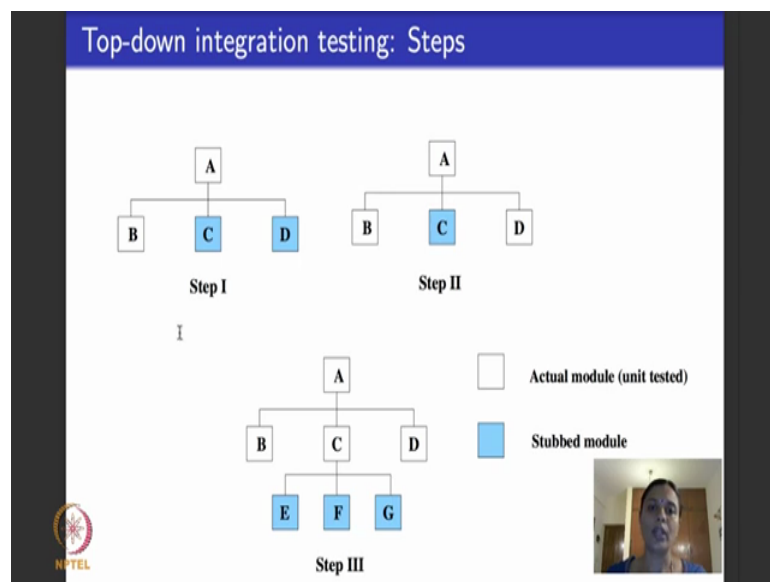 Top-down integration testing: Steps
A
B C D
Step I
A
B C D
Step II
A
B C D
E F G
Step III
Actual module (unit tested)
Stubbed module
NPTEL